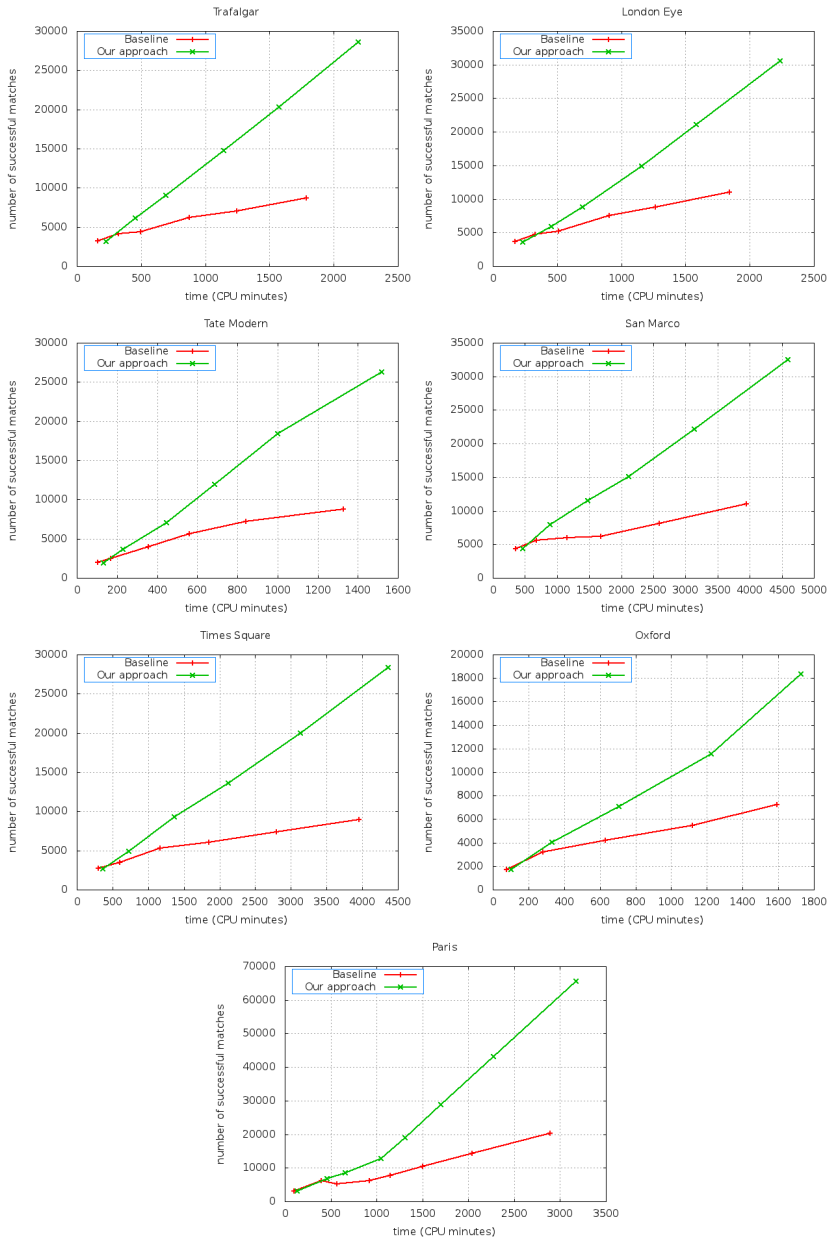 Trafalgar
number of successful matches
30000
25000
20000
15000
10000
5000
0
Baseline
Our approach
0 500 1000 1500 2000 2500
time (CPU minutes)
London Eye
number of successful matches
35000
30000
25000
20000
15000
10000
5000
0
Baseline
Our approach
0 500 1000 1500 2000 2500
time (CPU minutes)
Tate Modern
number of successful matches
30000
25000
20000
15000
10000
5000
0
Baseline
Our approach
0 200 400 600 800 1000 1200 1400 1600
time (CPU minutes)
San Marco
number of successful matches
35000
30000
25000
20000
15000
10000
5000
0
Baseline
Our approach
0 500 1000 1500 2000 2500 3000 3500 4000 4500 5000
time (CPU minutes)
Times Square
number of successful matches
30000
25000
20000
15000
10000
5000
0
Baseline
Our approach
0 500 1000 1500 2000 2500 3000 3500 4000 4500
time (CPU minutes)
Oxford
number of successful matches
20000
18000
16000
14000
12000
10000
8000
6000
4000
2000
0
Baseline
Our approach
0 200 400 600 800 1000 1200 1400 1600 1800
time (CPU minutes)
Paris
number of successful matches
70000
60000
50000
40000
30000
20000
10000
0
Baseline
Our approach
0 500 1000 1500 2000 2500 3000 3500
time (CPU minutes)